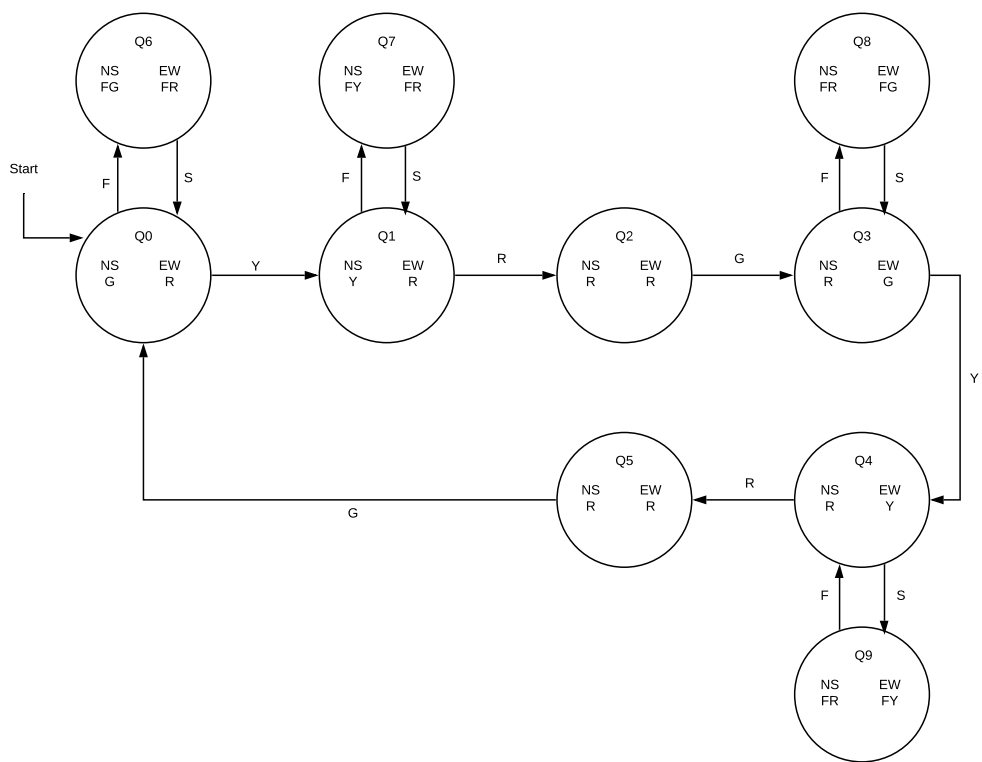 Q6
NS EW
FG FR
Q7
NS EW
FY FR
Q8
NS EW
FR FG
Start
F
S
F
S
F
S
Q0
NS EW
G R
Y
Q1
NS EW
Y R
R
Q2
NS EW
R R
G
Q3
NS EW
R G
Y
Q5
NS EW
R R
R
Q4
NS EW
R Y
G
F
S
Q9
NS EW
FR FY